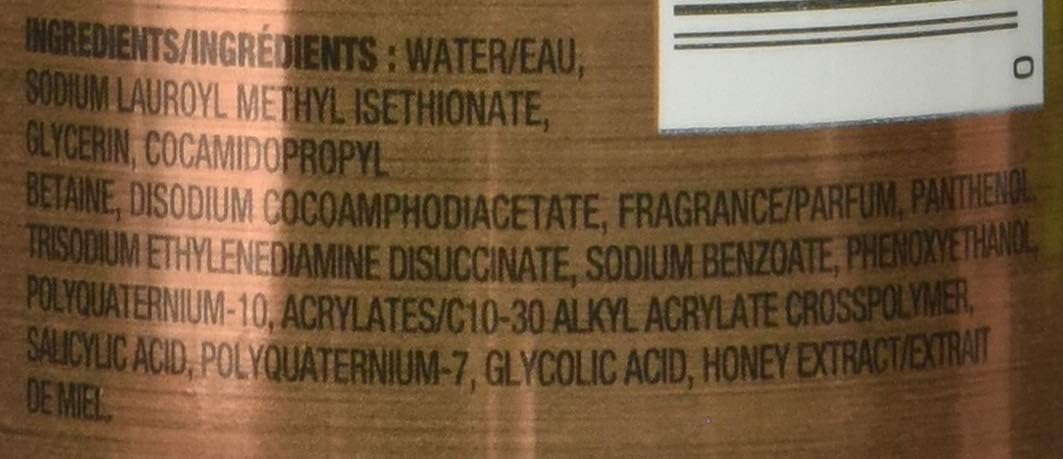 INGREDIENTS/INGRÉDIENTS : WATER/EAU,
SODIUM LAUROYL METHYL ISETHIONATE,
GLYCERIN, COCAMIDOPROPYL
BETAINE, DISODIUM COCOAMPHODIACETATE, FRAGRANCE/PARFUM, PANTHENOL,
TRISODIUM ETHYLENEDIAMINE DISUCCINATE, SODIUM BENZOATE, PHENOXYETHANOL,
POLYQUATERNIUM-10, ACRYLATES/C10-30 ALKYL ACRYLATE CROSSPOLYMER,
SALICYLIC ACID, POLYQUATERNIUM-7, GLYCOLIC ACID, HONEY EXTRACT/EXTRAIT
DE MIEL.
0